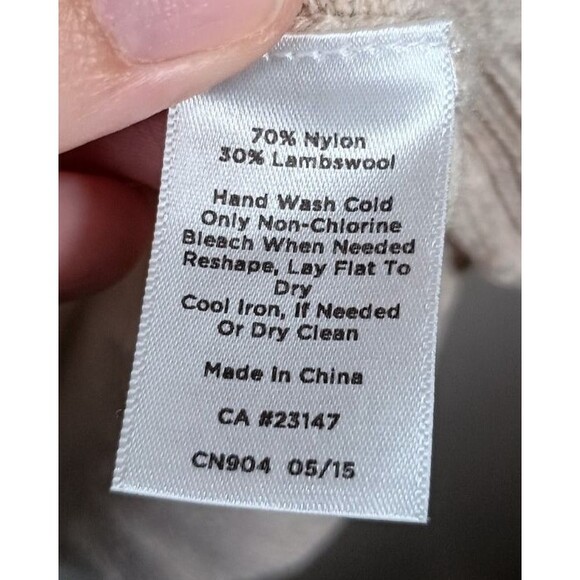 70% Nylon
30% Lambswool
Hand Wash Cold
Only Non-Chlorine
Bleach When Needed
Reshape, Lay Flat To
Dry
Cool Iron, If Needed
Or Dry Clean
Made In China
CA #23147
CN904 05/15